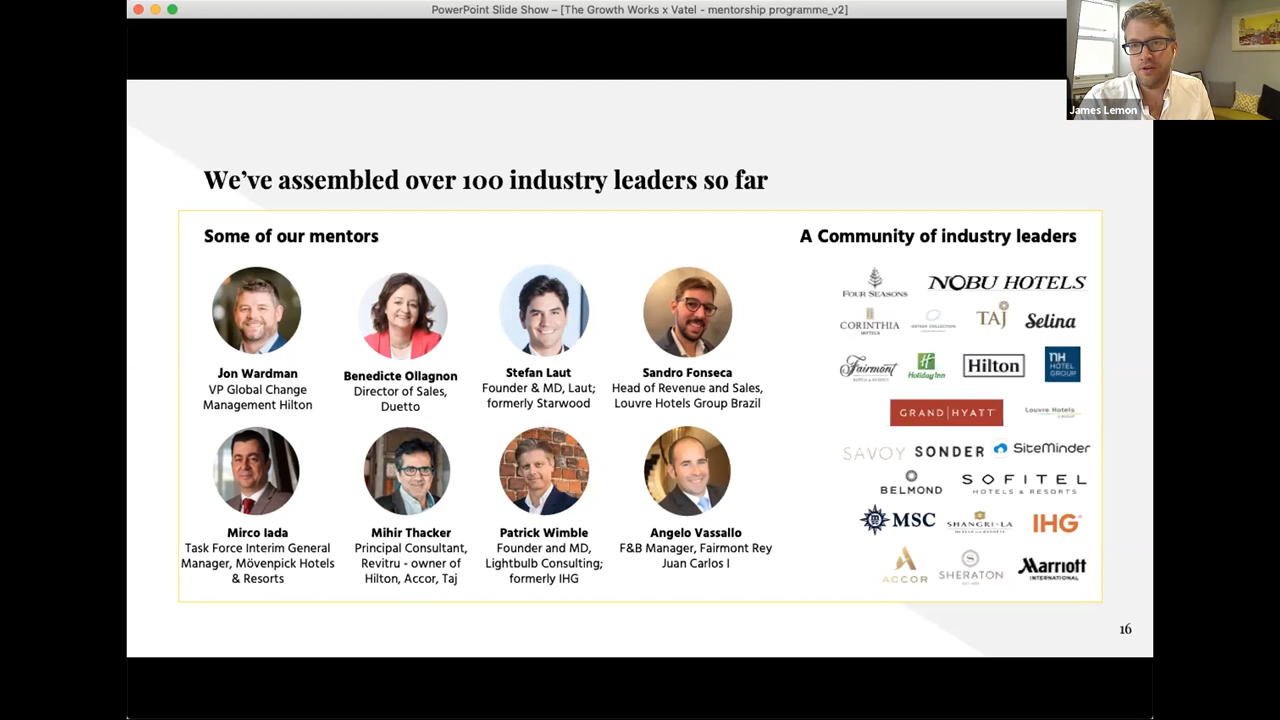 PowerPoint Slide Show – [The Growth Works x Vatel - mentorship programme_v2]
James Lemon
We've assembled over 100 industry leaders so far
Some of our mentors
A Community of industry leaders
Jon Wardman
VP Global Change
Management Hilton
Benedicte Ollagnon
Director of Sales,
Duetto
Stefan Laut
Founder & MD, Laut;
formerly Starwood
Sandro Fonseca
Head of Revenue and Sales,
Louvre Hotels Group Brazil
Mirco Iada
Task Force Interim General
Manager, Mövenpick Hotels
& Resorts
Mihir Thacker
Principal Consultant,
Revitru - owner of
Hilton, Accor, Taj
Patrick Wimble
Founder and MD,
Lightbulb Consulting;
formerly IHG
Angelo Vassallo
F&B Manager, Fairmont Rey
Juan Carlos I
FOUR SEASONS
NOBU HOTELS
CORINTHIA
HOTELS
TAJ
Selina
Fairmont
HOTELS & RESORTS
Holiday Inn
Hilton
nh
HOTEL
GROUP
GRAND|HYATT
Louvre Hotels
SAVOY
SONDER
SiteMinder
BELMOND
SOFITEL
HOTELS & RESORTS
MSC
SHANGRI-LA
IHG
ACCOR
SHERATON
Marriott
INTERNATIONAL
16